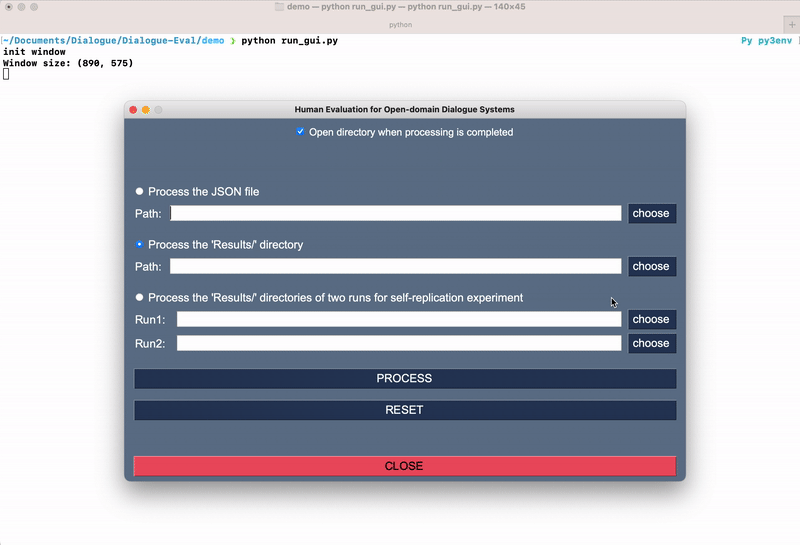 demo — python run_gui.py — python run_gui.py — 140×45
python
+
~/Documents/Dialogue/Dialogue-Eval/demo ❯ python run_gui.py Py py3env
init window
Window size: (890, 575)
Human Evaluation for Open-domain Dialogue Systems
Open directory when processing is completed
Process the JSON file
Path: choose
Process the 'Results/' directory
Path: choose
Process the 'Results/' directories of two runs for self-replication experiment
Run1: choose
Run2: choose
PROCESS
RESET
CLOSE